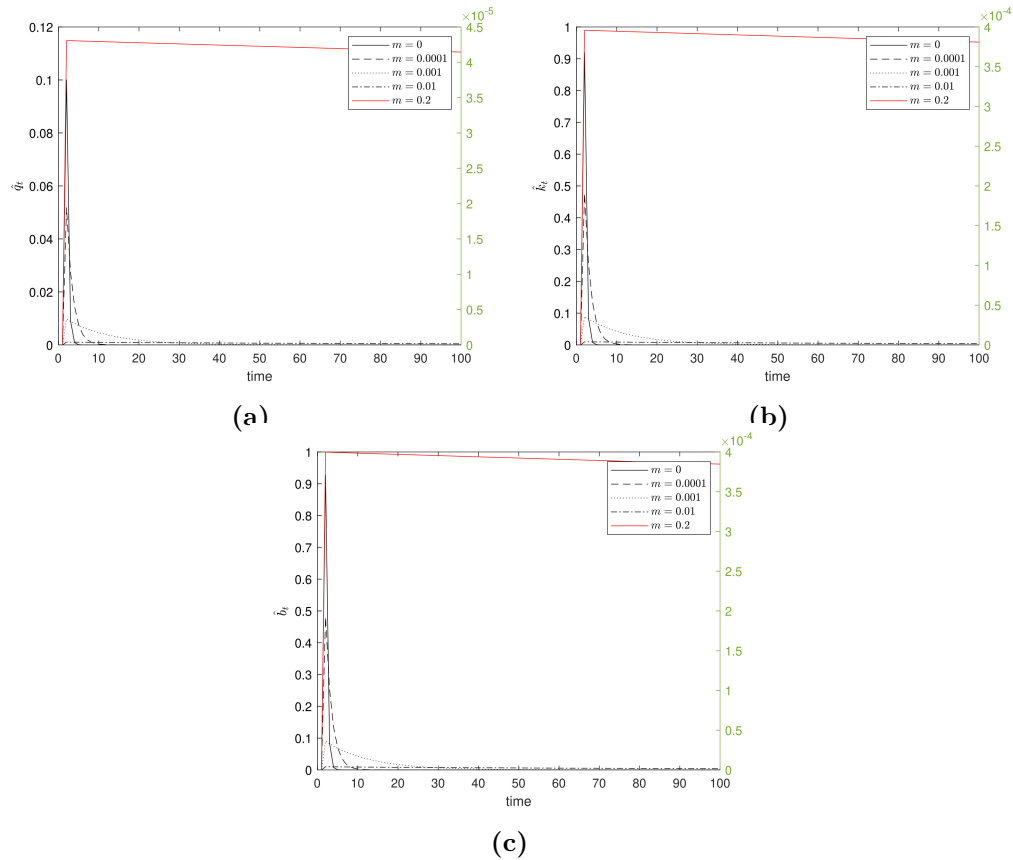 ×10⁻⁵
0.12
0.1
0.08
0.06
0.04
0.02
0
q̂ₜ
4.5
4
3.5
3
2.5
2
1.5
1
0.5
0
m = 0
m = 0.0001
m = 0.001
m = 0.01
m = 0.2
0 10 20 30 40 50 60 70 80 90 100
time
(a)
×10⁻⁴
1
0.9
0.8
0.7
0.6
0.5
0.4
0.3
0.2
0.1
0
k̂ₜ
4
3.5
3
2.5
2
1.5
1
0.5
0
m = 0
m = 0.0001
m = 0.001
m = 0.01
m = 0.2
0 10 20 30 40 50 60 70 80 90 100
time
(b)
×10⁻⁴
1
0.9
0.8
0.7
0.6
0.5
0.4
0.3
0.2
0.1
0
b̂ₜ
4
3.5
3
2.5
2
1.5
1
0.5
0
m = 0
m = 0.0001
m = 0.001
m = 0.01
m = 0.2
0 10 20 30 40 50 60 70 80 90 100
time
(c)